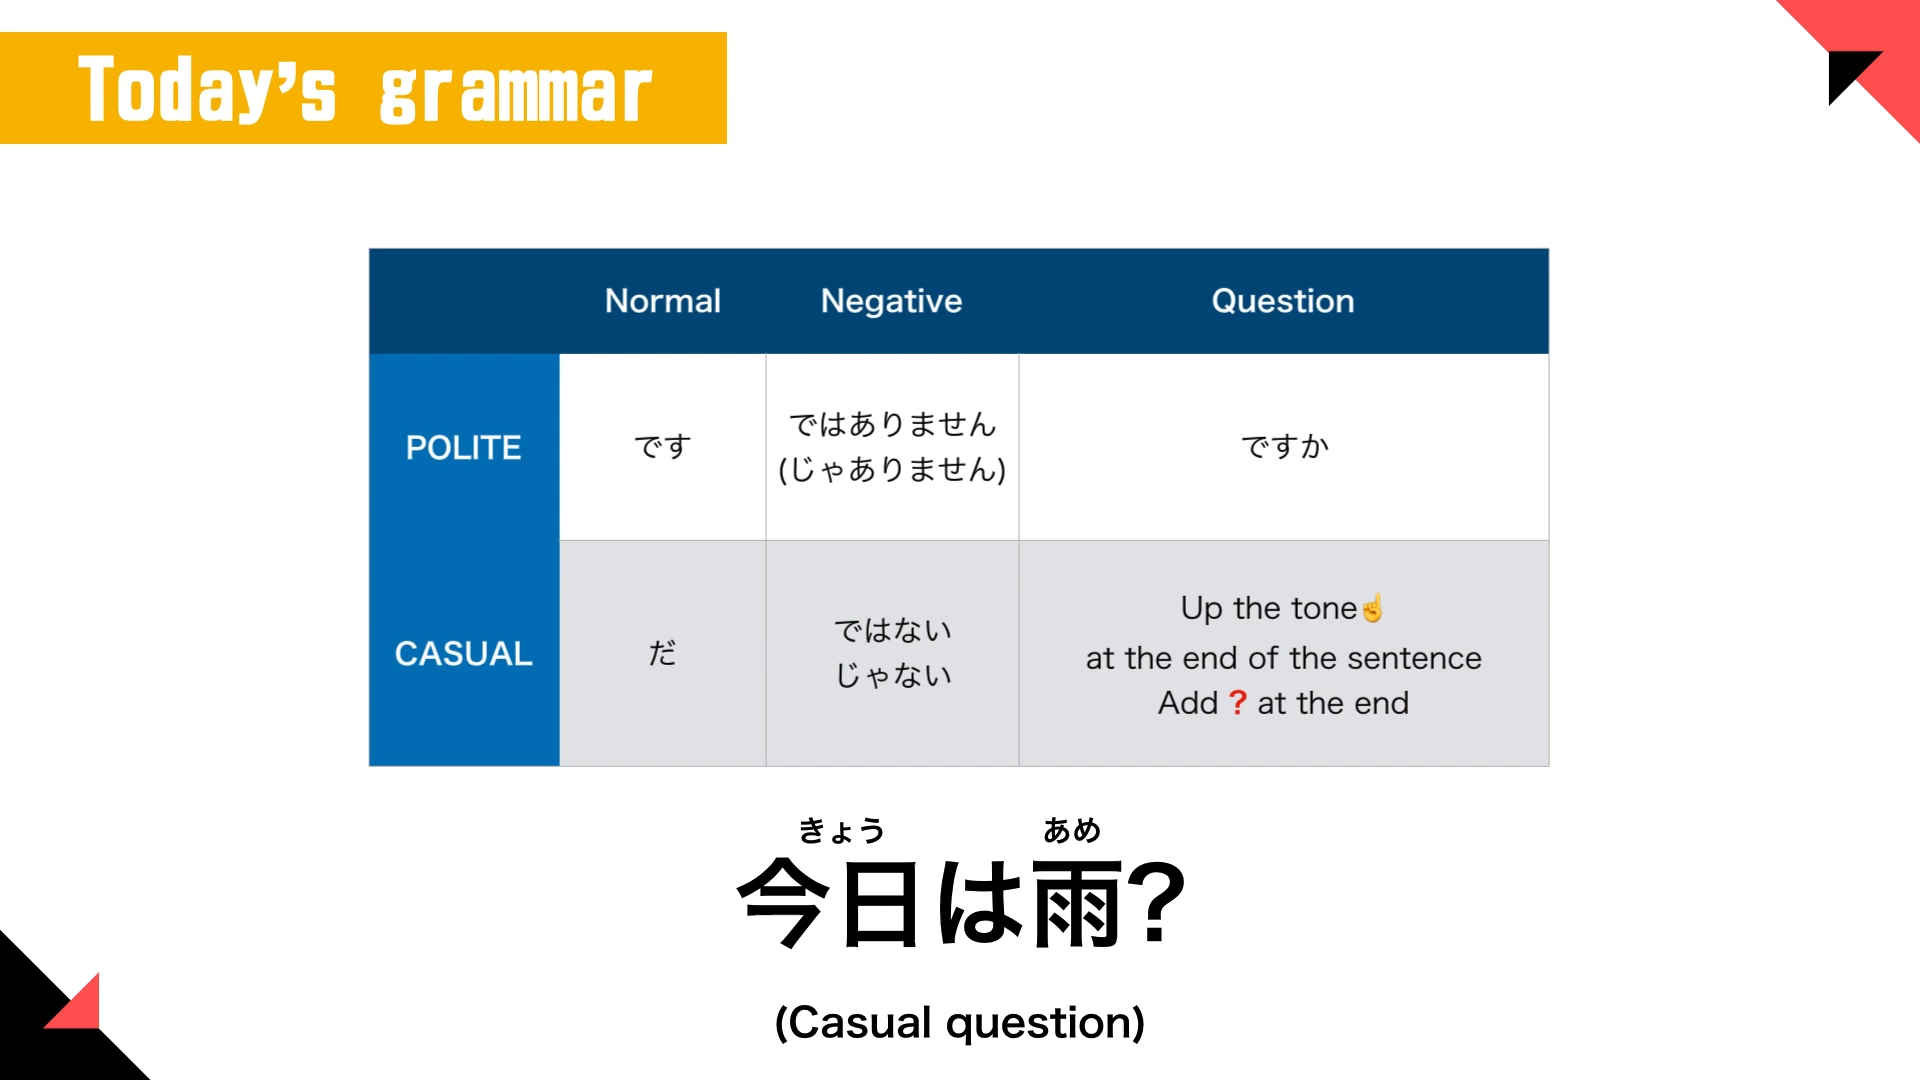 Today's grammar
Normal Negative Question
POLITE
です
ではありません
(じゃありません)
ですか
CASUAL
だ
ではない
じゃない
Up the tone☝
at the end of the sentence
Add ? at the end
きょう あめ
今日は雨?
(Casual question)